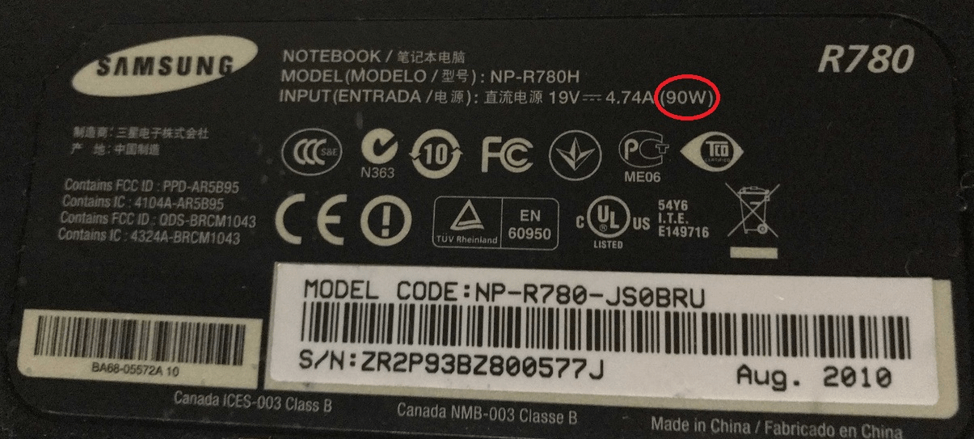 SAMSUNG
R780
NOTEBOOK / 笔记本电脑
MODEL(MODELO / 型号) : NP-R780H
INPUT(ENTRADA / 电源) : 直流电源 19V⎓ 4.74A (90W)
制造商: 三星电子株式会社
产 地: 中国制造
CCC S&E
N363
10
FC
PCT
ME06
TCO
CERTIFIED
Contains FCC ID : PPD-AR5B95
Contains IC : 4104A-AR5B95
Contains FCC ID : QDS-BRCM1043
Contains IC : 4324A-BRCM1043
CE
TÜV Rheinland
EN
60950
C UL US
LISTED
54Y6
I.T.E.
E149716
MODEL CODE:NP-R780-JS0BRU
S/N:ZR2P93BZ800577J
Aug. 2010
BA68-05572A 10
Canada ICES-003 Class B
Canada NMB-003 Classe B
Made in China / Fabricado en China